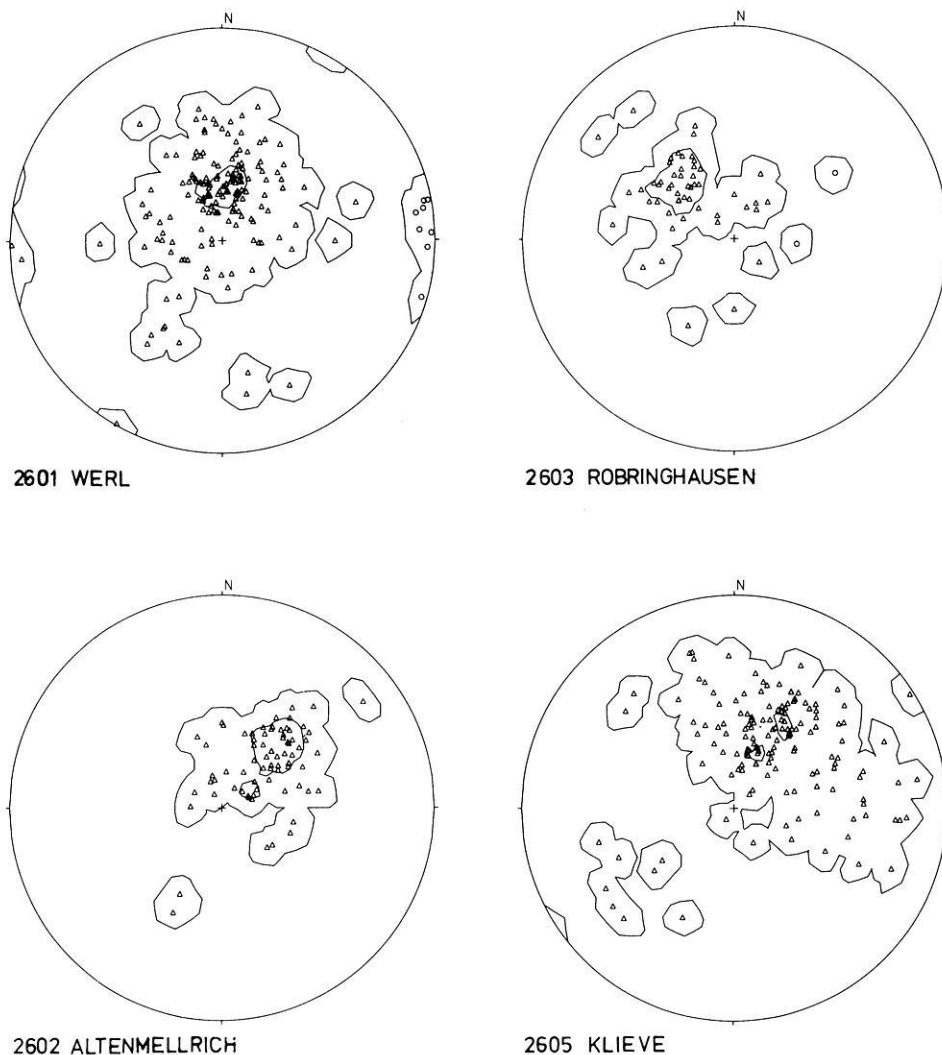 N
N
2601 WERL
2603 ROBRINGHAUSEN
N
N
2602 ALTENMELLRICH
2605 KLIEVE